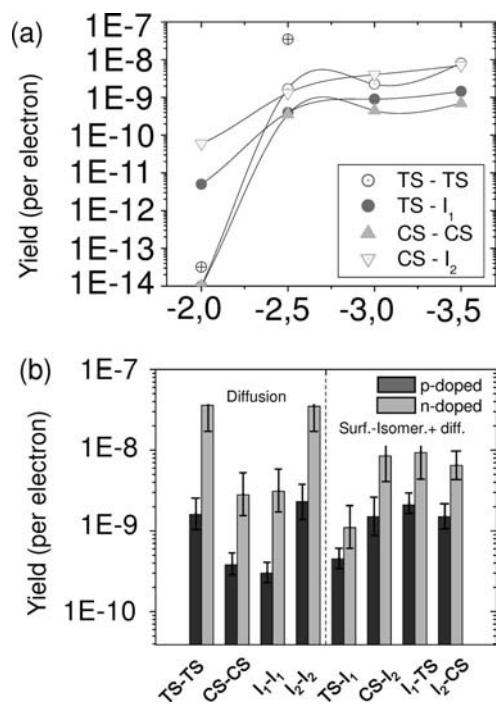 (a)
Yield (per electron)
1E-7
1E-8
1E-9
1E-10
1E-11
1E-12
1E-13
1E-14
TS - TS
TS - I₁
CS - CS
CS - I₂
-2,0 -2,5 -3,0 -3,5
(b)
Yield (per electron)
1E-7
1E-8
1E-9
1E-10
Diffusion
p-doped
n-doped
Surf.-Isomer.+ diff.
TS-TS CS-CS I₁-I₁ I₂-I₂ TS-I₁ CS-I₂ I₁-TS I₂-CS